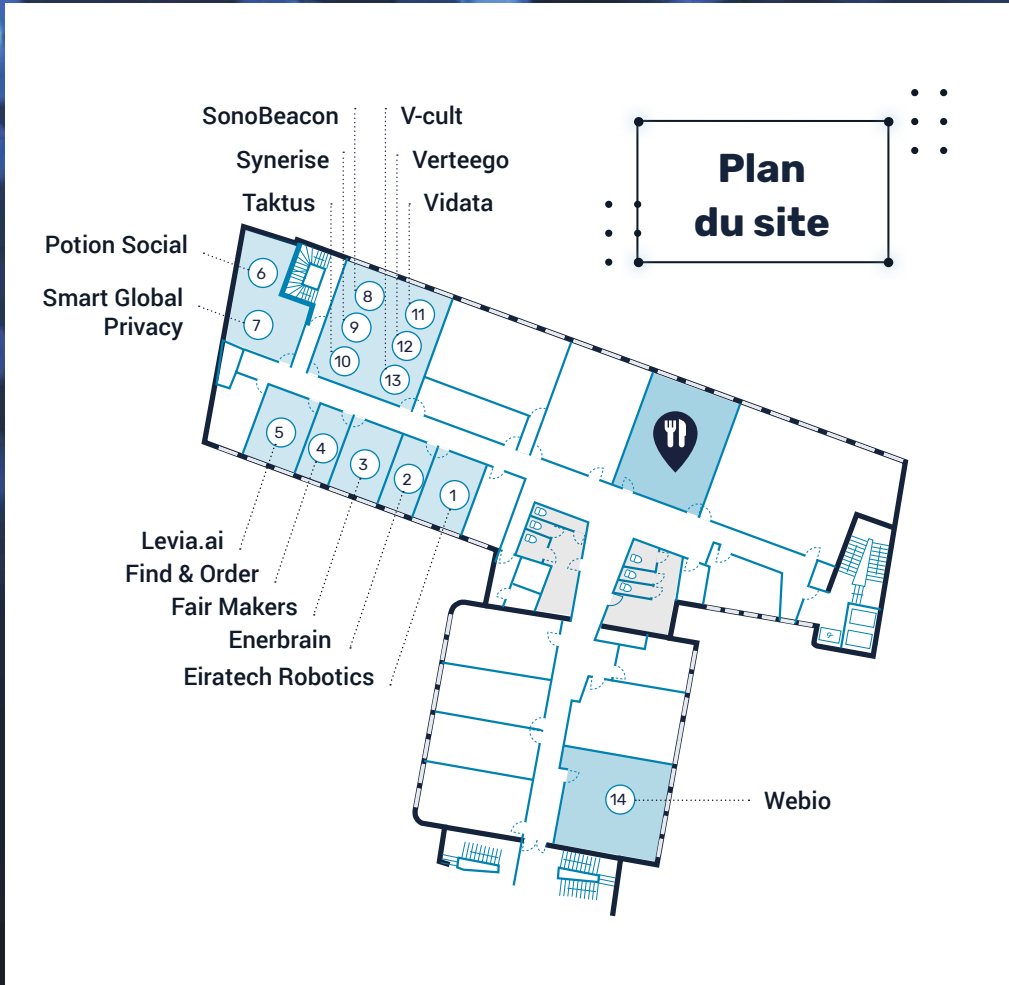 Plan
du site
SonoBeacon
V-cult
Synerise
Verteego
Taktus
Vidata
Potion Social
Smart Global
Privacy
6
7
8
9
10
11
12
13
5
4
3
2
1
Levia.ai
Find & Order
Fair Makers
Enerbrain
Eiratech Robotics
14
Webio